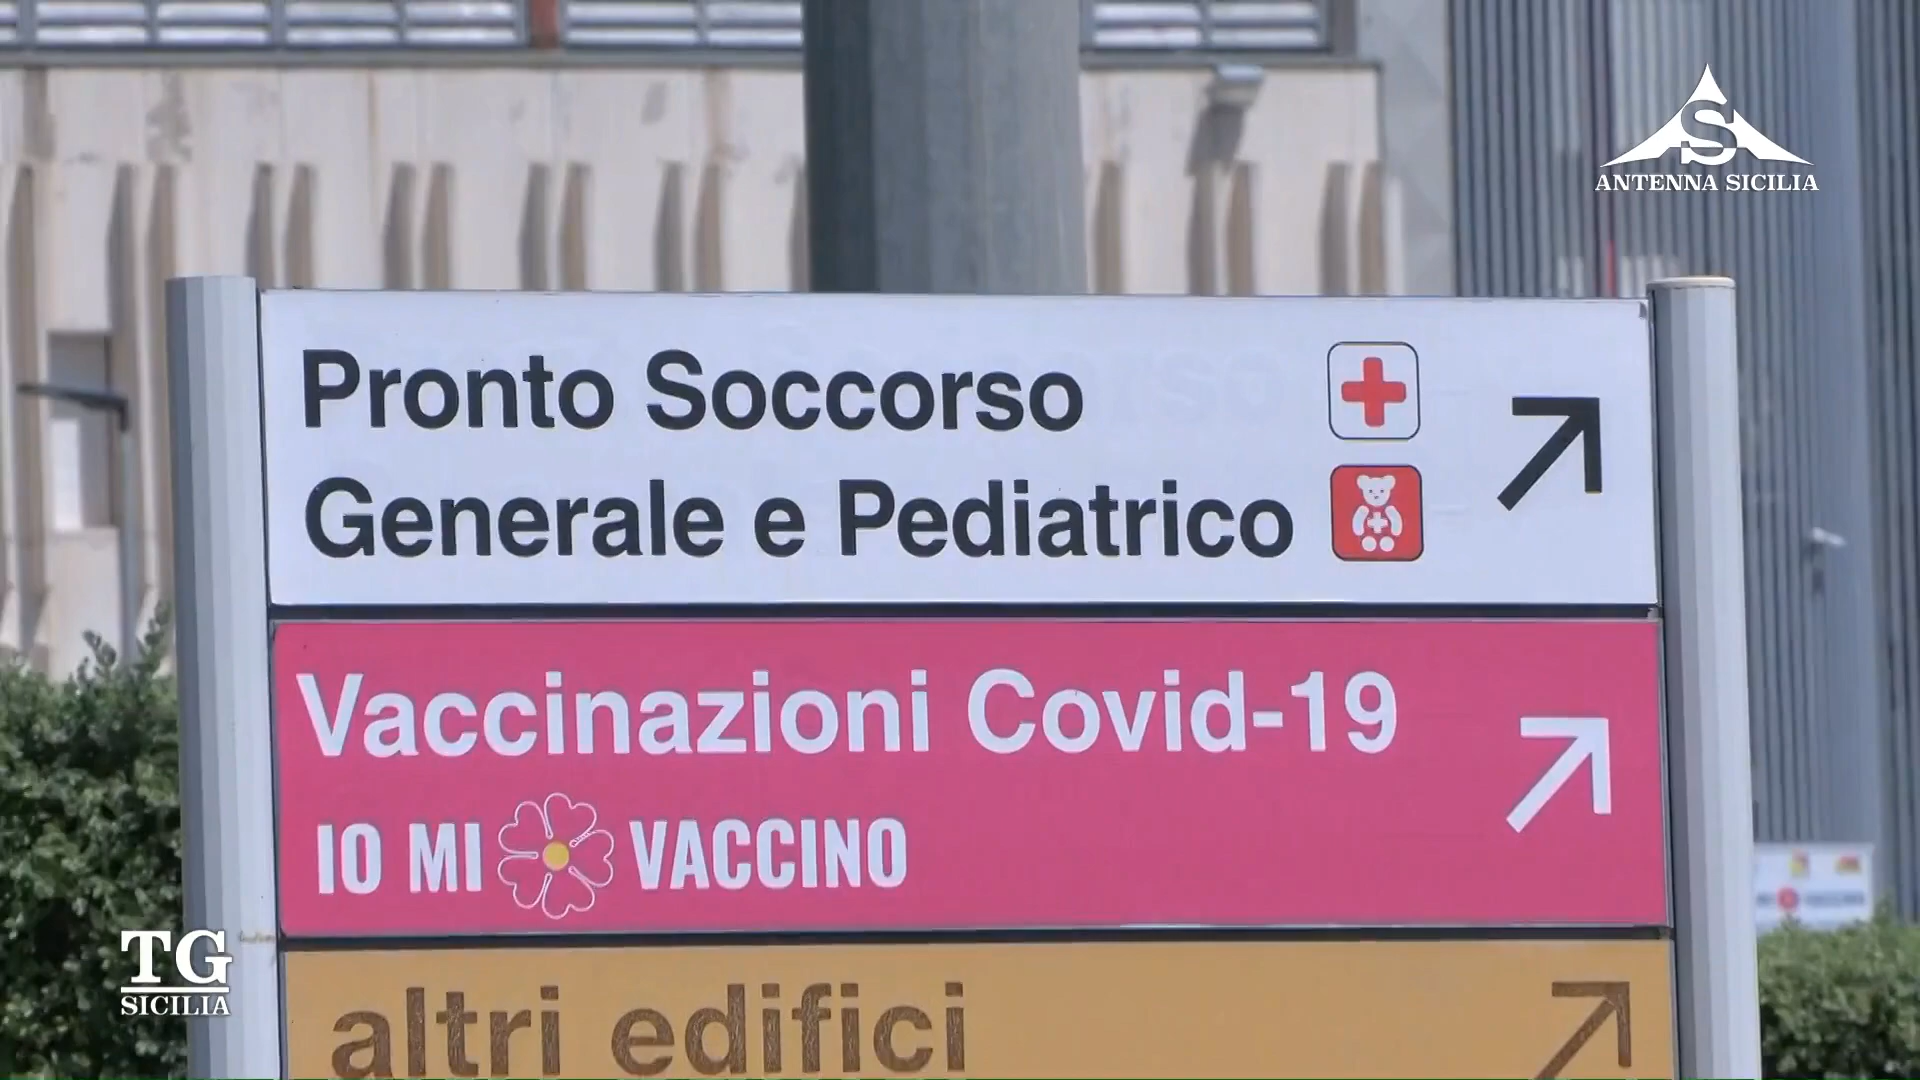 ANTENNA SICILIA
Pronto Soccorso
Generale e Pediatrico
Vaccinazioni Covid-19
IO MI VACCINO
altri edifici
TG
SICILIA